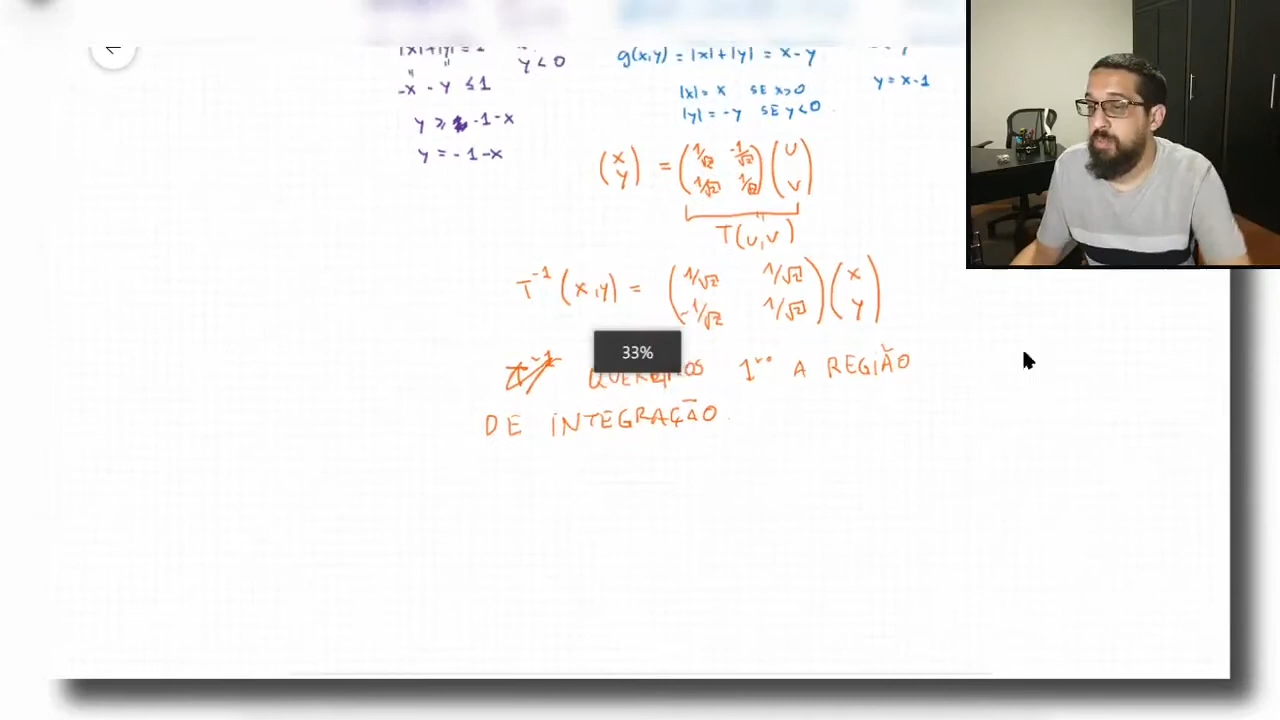 |x|+|y| =
y < 0
-x - y ≤ 1
y ≥ -1-x
y = -1-x
g(x,y) = |x|+|y| = x-y
|x| = x SE x>0
|y| = -y SE y<0
y = x-1
(x y) = (1/√2 -1/√2 1/√2 1/√2)(u v)
T(u,v)
T⁻¹(x,y) = (1/√2 1/√2 -1/√2 1/√2)(x y)
33%
1ro A REGIÃO
DE INTEGRAÇÃO.